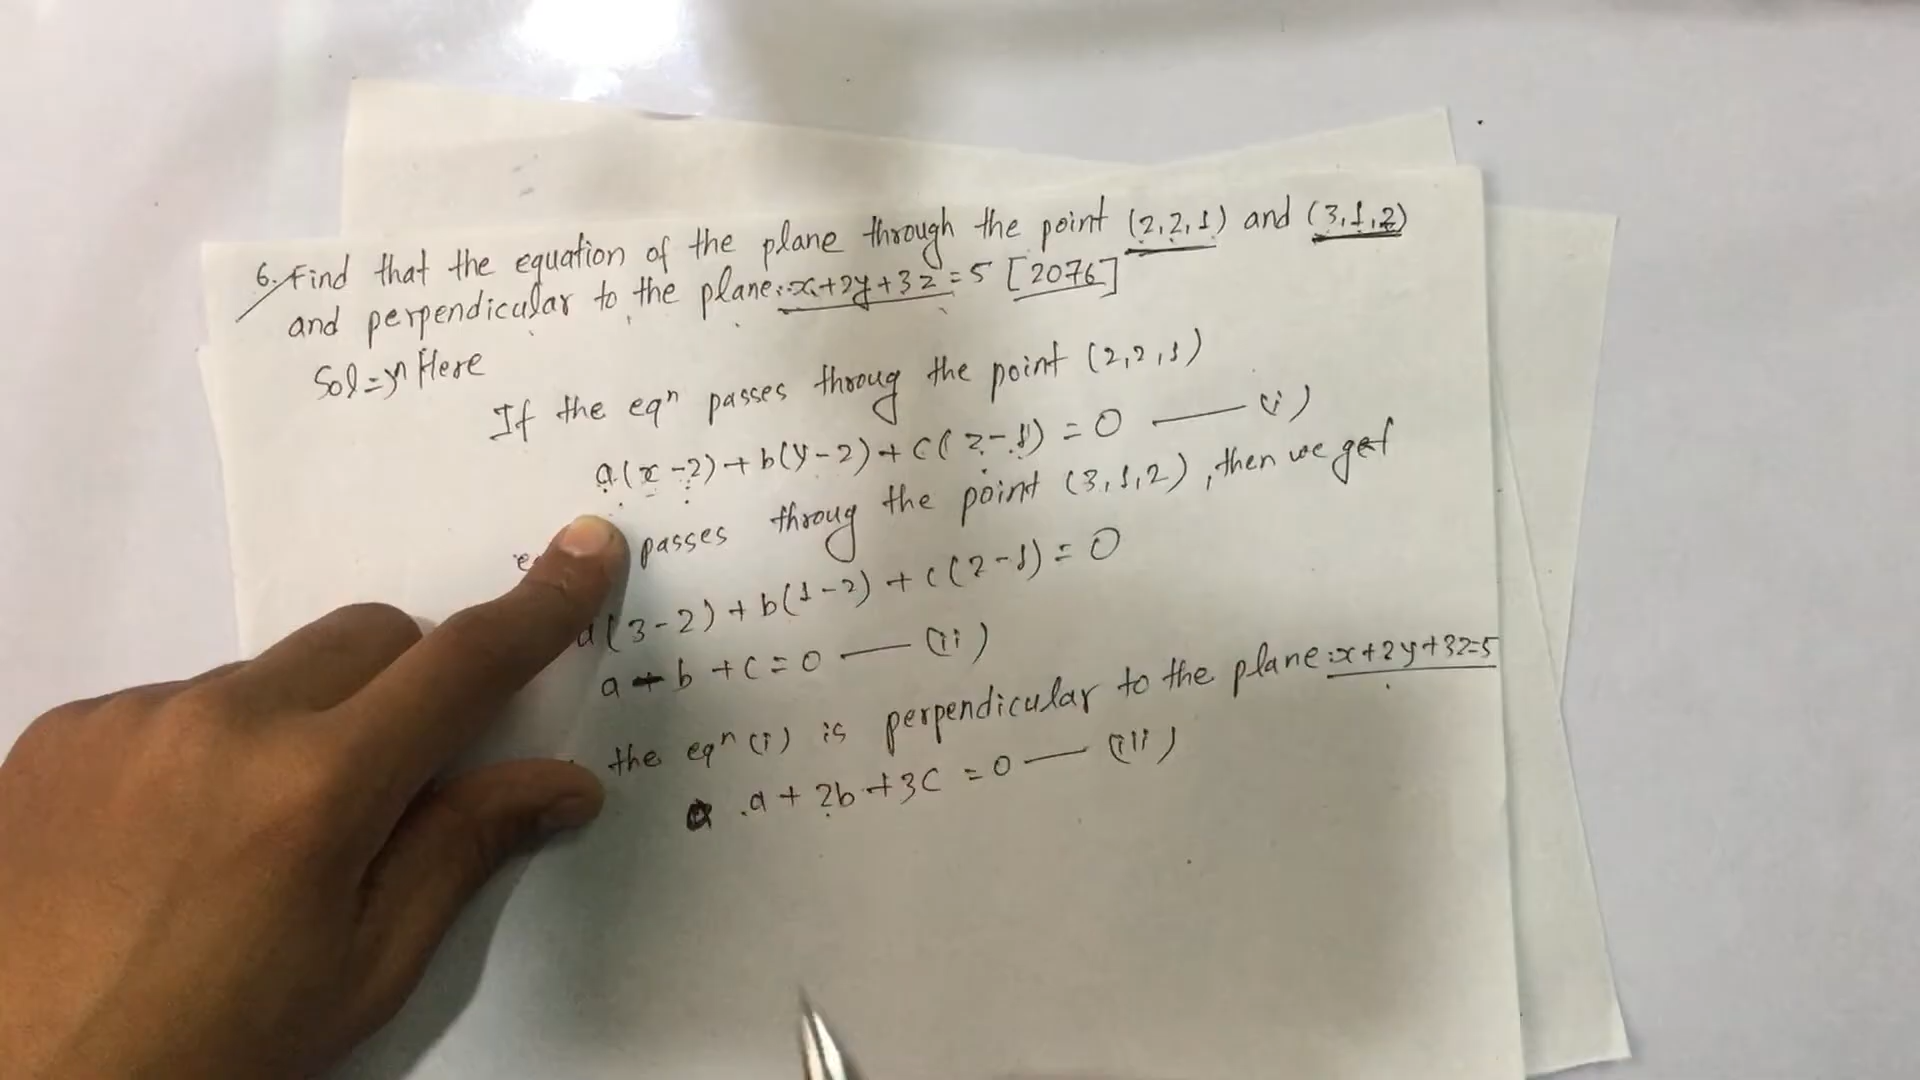 6. Find that the equation of the plane through the point (2,2,1) and (3,1,2)
and perpendicular to the plane: x+2y+3z=5 [2076]
Sol=yn Here
If the eqn passes throug the point (2,2,1)
a(x-2)+b(y-2)+c(z-1)=0 —— (i)
passes throug the point (3,1,2), then we get
a(3-2)+b(1-2)+c(2-1)=0
a-b+c=0 —— (ii)
the eqn (i) is perpendicular to the plane: x+2y+3z=5
a+2b+3c=0 —— (iii)